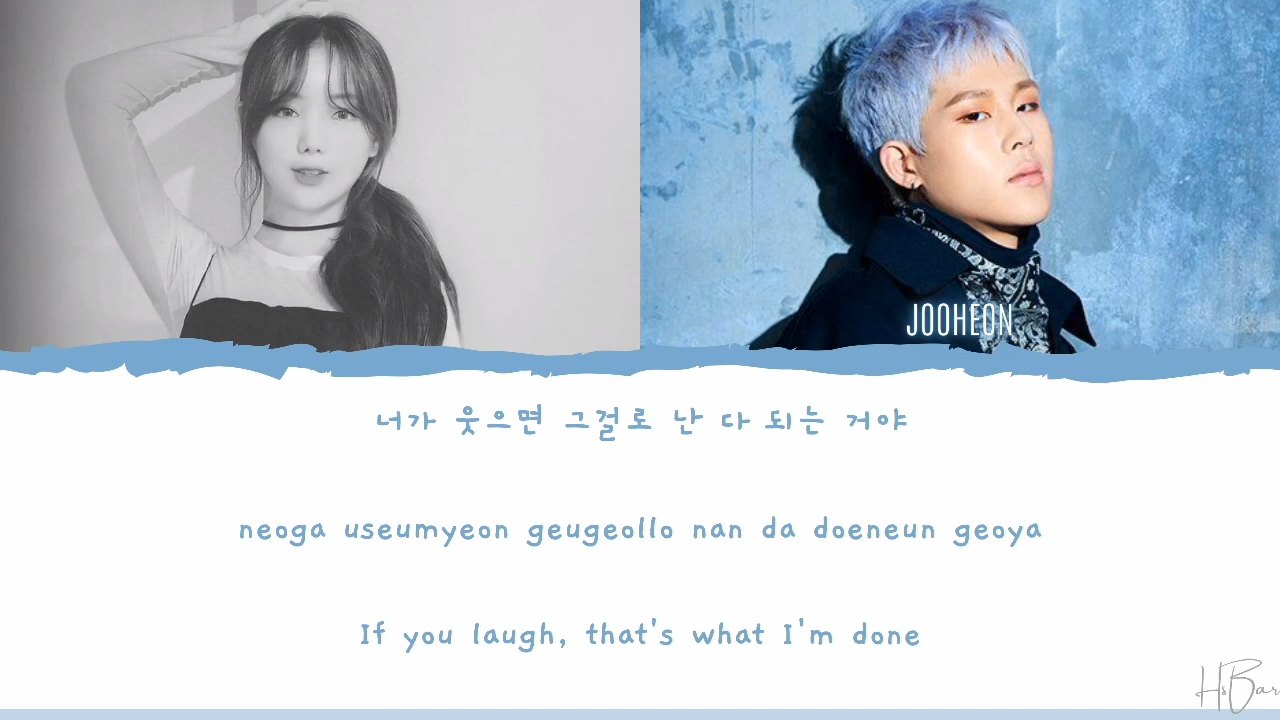 JOOHEON
너가 웃으면 그걸로 난 다 되는 거야
neoga useumyeon geugeollo nan da doeneun geoya
If you laugh, that's what I'm done